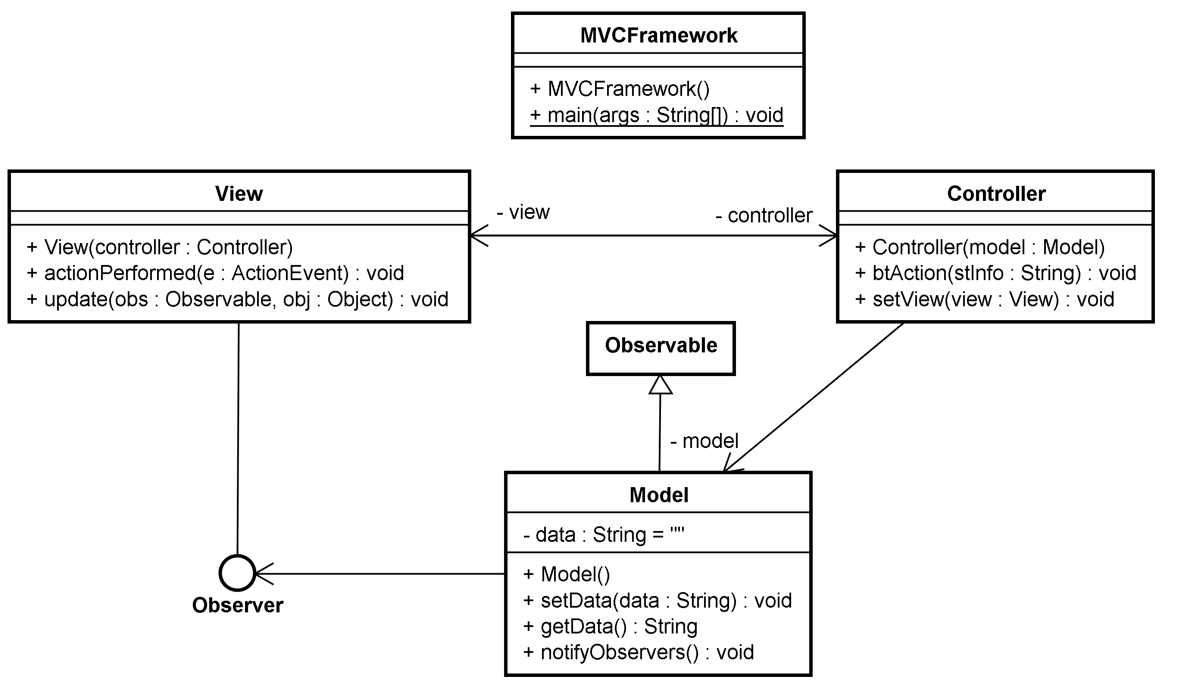 MVCFramework
+ MVCFramework()
+ main(args : String[]) : void
View
+ View(controller : Controller)
+ actionPerformed(e : ActionEvent) : void
+ update(obs : Observable, obj : Object) : void
- view
- controller
Controller
+ Controller(model : Model)
+ btAction(stInfo : String) : void
+ setView(view : View) : void
Observable
- model
Model
- data : String = ""
+ Model()
+ setData(data : String) : void
+ getData() : String
+ notifyObservers() : void
Observer